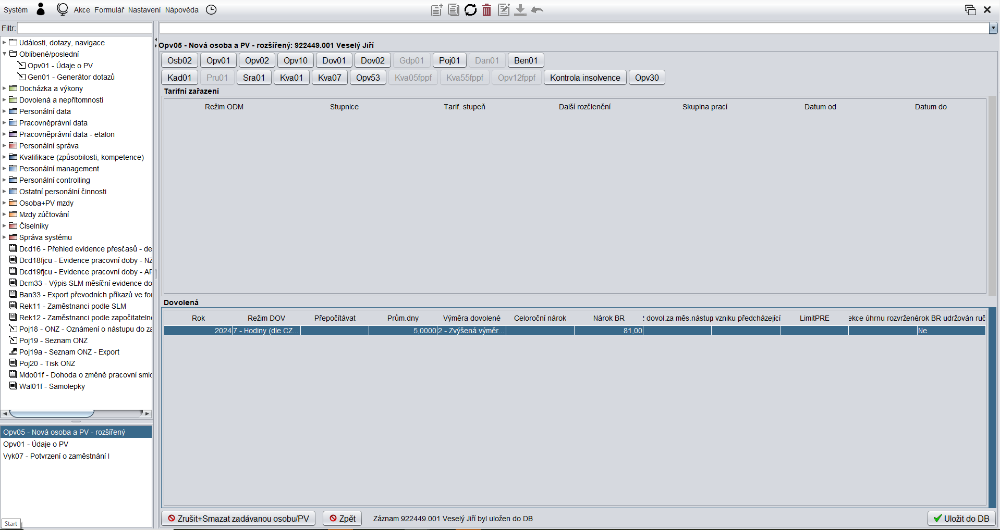 Systém Akce Formulář Nastavení Nápověda
Filtr:
Události, dotazy, navigace
Oblíbené/poslední
Opv01 - Údaje o PV
Gen01 - Generátor dotazů
Docházka a výkony
Dovolená a nepřítomnosti
Personální data
Pracovněprávní data
Pracovněprávní data - etalon
Personální správa
Kvalifikace (způsobilosti, kompetence)
Personální management
Personální controlling
Ostatní personální činnosti
Osoba+PV mzdy
Mzdy zúčtování
Číselníky
Správa systému
Dcd16 - Přehled evidence přesčasů - de
Dcd18fjcu - Evidence pracovní doby - NZ
Dcd19fjcu - Evidence pracovní doby - AF
Dcm33 - Výpis SLM měsíční evidence do
Ban33 - Export převodních příkazů ve for
Rek11 - Zaměstnanci podle SLM
Rek12 - Zaměstnanci podle započitatelno
Poj18 - ONZ - Oznámení o nástupu do za
Poj19 - Seznam ONZ
Poj19a - Seznam ONZ - Export
Poj20 - Tisk ONZ
Mdo01f - Dohoda o změně pracovní smlo
Wal01f - Samolepky
Opv05 - Nová osoba a PV - rozšířený
Opv01 - Údaje o PV
Vyk07 - Potvrzení o zaměstnání I
Start
Opv05 - Nová osoba a PV - rozšířený: 922449.001 Veselý Jiří
Osb02 Opv01 Opv02 Opv10 Dov01 Dov02 Gdp01 Poj01 Dan01 Ben01
Kad01 Pru01 Sra01 Kva01 Kva07 Opv53 Kva05fppf Kva55fppf Opv12fppf Kontrola insolvence Opv30
Tarifní zařazení
Režim ODM Stupnice Tarif. stupeň Další rozčlenění Skupina prací Datum od Datum do
Dovolená
Rok Režim DOV Přepočítávat Prům.dny Výměra dovolené Celoroční nárok Nárok BR dovol.za měs.nástup vzniku předcházející LimitPRE ekce úhrnu rozvržené rok BR udržován ruč
2024 7 - Hodiny (dle CZ... 5,0000 2 - Zvýšená výměr... 81,00 Ne
Zrušit+Smazat zadávanou osobu/PV Zpět Záznam 922449.001 Veselý Jiří byl uložen do DB Uložit do DB